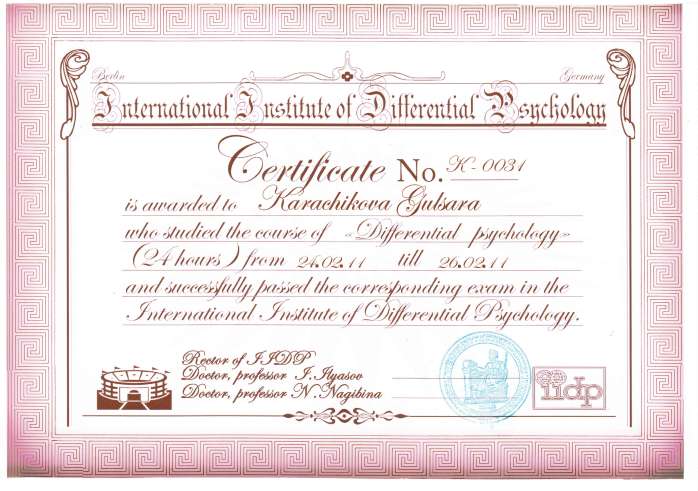 Berlin Germany
International Institute of Differential Psychology
Certificate No. K-0031
is awarded to Karachikova Gulsara
who studied the course of «Differential psychology»
(24 hours) from 24.02.11 till 26.02.11
and successfully passed the corresponding exam in the
International Institute of Differential Psychology.
Rector of IIDP
Doctor, professor I. Ilyasov
Doctor, professor N. Nagibina
iidp